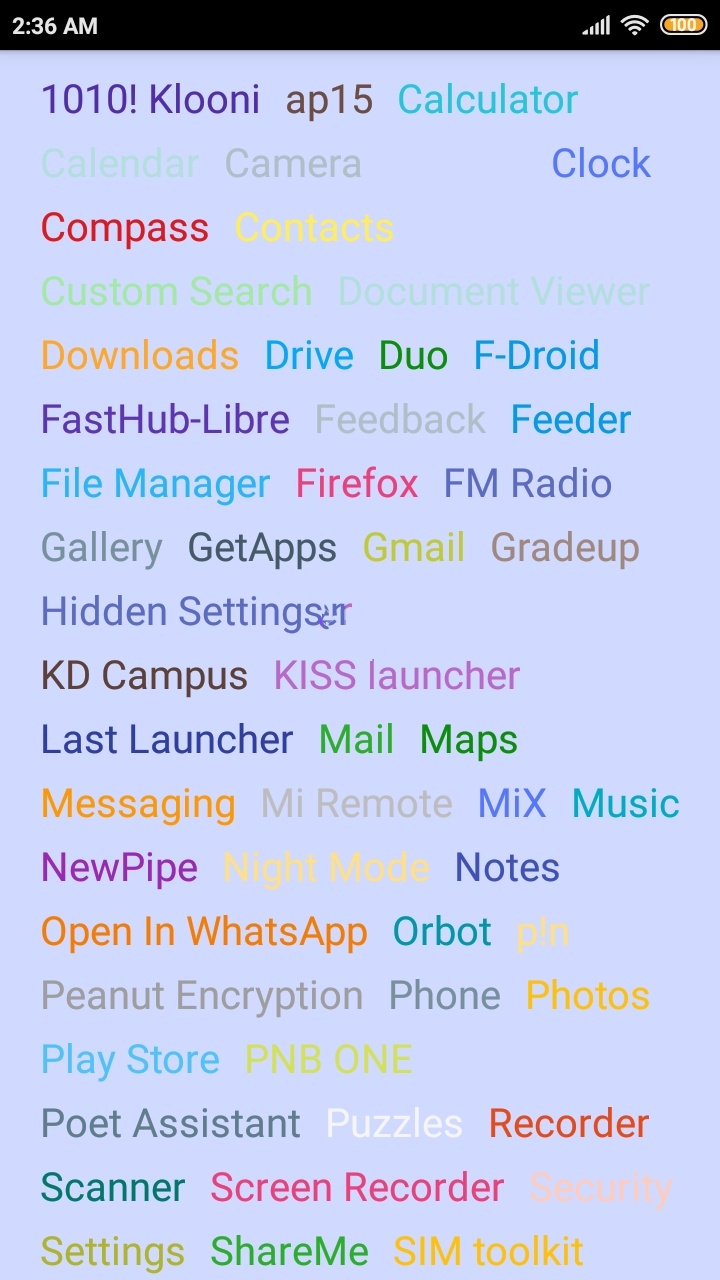 2:36 AM 100
1010! Klooni ap15 Calculator
Calendar Camera Clock
Compass Contacts
Custom Search Document Viewer
Downloads Drive Duo F-Droid
FastHub-Libre Feedback Feeder
File Manager Firefox FM Radio
Gallery GetApps Gmail Gradeup
Hidden Settings
KD Campus KISS launcher
Last Launcher Mail Maps
Messaging Mi Remote MiX Music
NewPipe Night Mode Notes
Open In WhatsApp Orbot p!n
Peanut Encryption Phone Photos
Play Store PNB ONE
Poet Assistant Puzzles Recorder
Scanner Screen Recorder Security
Settings ShareMe SIM toolkit